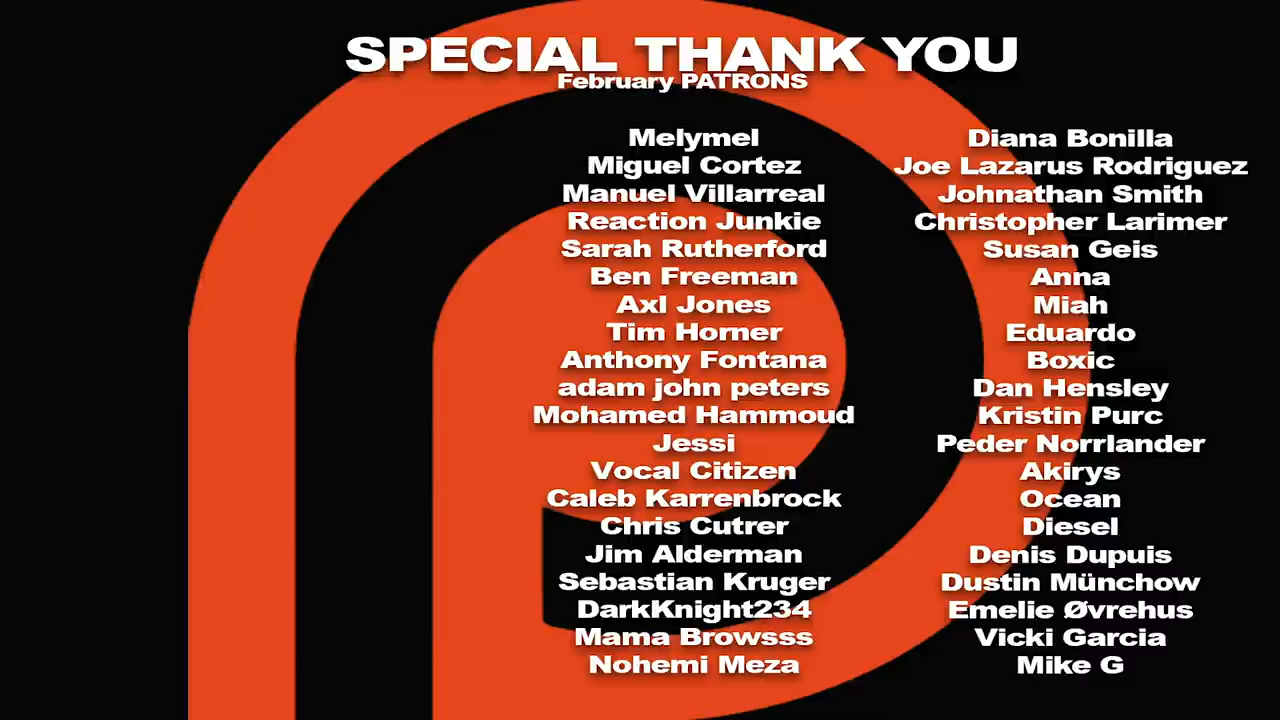 SPECIAL THANK YOU
February PATRONS
Melymel
Miguel Cortez
Manuel Villarreal
Reaction Junkie
Sarah Rutherford
Ben Freeman
Axl Jones
Tim Horner
Anthony Fontana
adam john peters
Mohamed Hammoud
Jessi
Vocal Citizen
Caleb Karrenbrock
Chris Cutrer
Jim Alderman
Sebastian Kruger
DarkKnight234
Mama Browsss
Nohemi Meza
Diana Bonilla
Joe Lazarus Rodriguez
Johnathan Smith
Christopher Larimer
Susan Geis
Anna
Miah
Eduardo
Boxic
Dan Hensley
Kristin Purc
Peder Norrlander
Akirys
Ocean
Diesel
Denis Dupuis
Dustin Münchow
Emelie Øvrehus
Vicki Garcia
Mike G